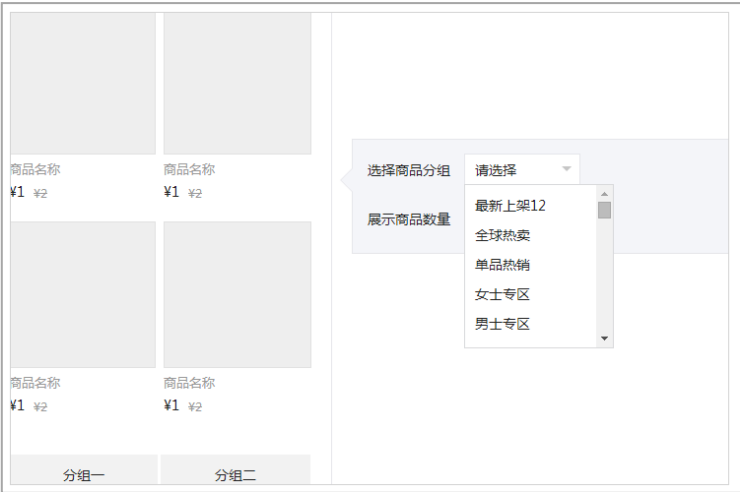 商品名称 商品名称
¥1 ¥2 ¥1 ¥2
商品名称 商品名称
¥1 ¥2 ¥1 ¥2
分组一 分组二
选择商品分组 请选择
展示商品数量
最新上架12
全球热卖
单品热销
女士专区
男士专区